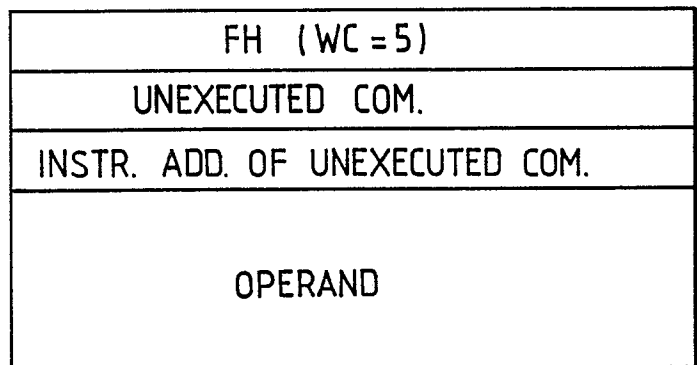 FH (WC=5)
UNEXECUTED COM.
INSTR. ADD. OF UNEXECUTED COM.
OPERAND